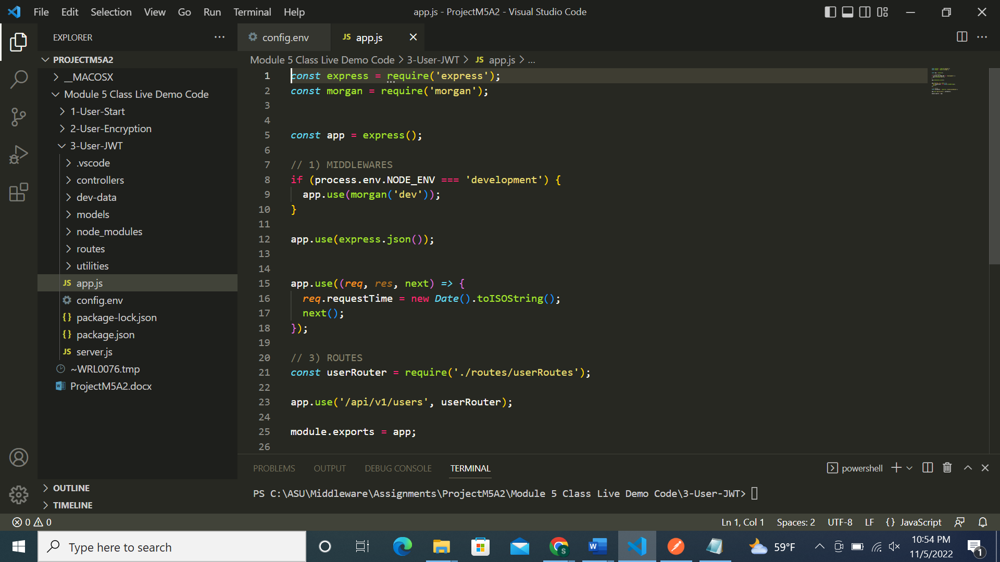 File Edit Selection View Go Run Terminal Help
app.js - ProjectM5A2 - Visual Studio Code
EXPLORER
config.env
JS app.js
PROJECTM5A2
__MACOSX
Module 5 Class Live Demo Code
1-User-Start
2-User-Encryption
3-User-JWT
.vscode
controllers
dev-data
models
node_modules
routes
utilities
JS app.js
config.env
{} package-lock.json
{} package.json
JS server.js
~WRL0076.tmp
ProjectM5A2.docx
OUTLINE
TIMELINE
Module 5 Class Live Demo Code > 3-User-JWT > JS app.js > ...
1 const express = require('express');
2 const morgan = require('morgan');
3
4
5 const app = express();
6
7 // 1) MIDDLEWARES
8 if (process.env.NODE_ENV === 'development') {
9 app.use(morgan('dev'));
10 }
11
12 app.use(express.json());
13
14
15 app.use((req, res, next) => {
16 req.requestTime = new Date().toISOString();
17 next();
18 });
19
20 // 3) ROUTES
21 const userRouter = require('./routes/userRoutes');
22
23 app.use('/api/v1/users', userRouter);
24
25 module.exports = app;
26
PROBLEMS OUTPUT DEBUG CONSOLE TERMINAL
powershell
PS C:\ASU\Middleware\Assignments\ProjectM5A2\Module 5 Class Live Demo Code\3-User-JWT>
0 0
Ln 1, Col 1 Spaces: 2 UTF-8 LF {} JavaScript
Type here to search
59°F
10:54 PM
11/5/2022
1